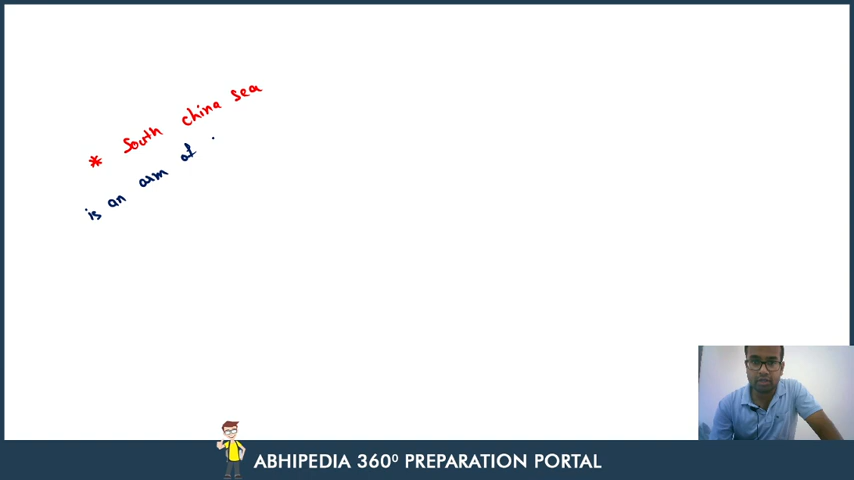 * South china sea
is an arm of
ABHIPEDIA 360⁰ PREPARATION PORTAL